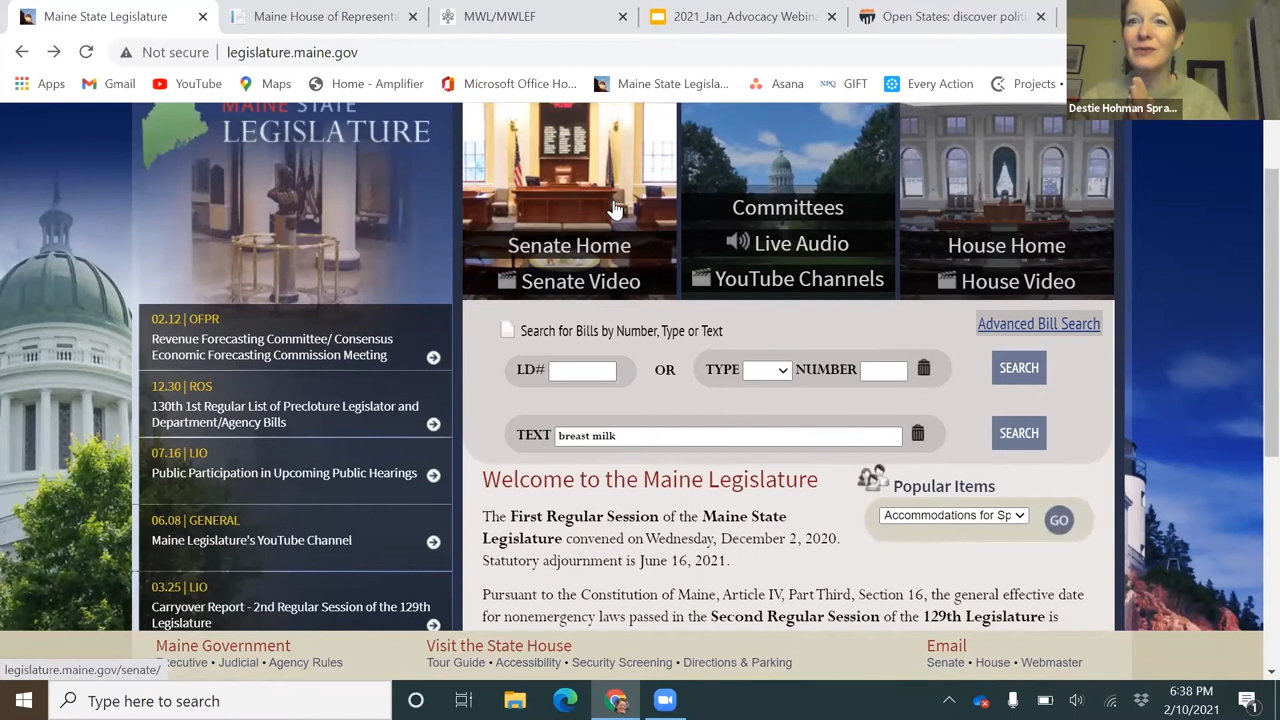 Maine State Legislature
Maine House of Representa
MWL/MWLEF
2021_Jan_Advocacy Webina
Open States: discover politi
Not secure
legislature.maine.gov
Apps
Gmail
YouTube
Maps
Home - Amplifier
Microsoft Office Ho...
Maine State Legisla...
Asana
NPQ
GIFT
Every Action
Projects
Destie Hohman Spra...
MAINE STATE
LEGISLATURE
Committees
Senate Home
Live Audio
House Home
Senate Video
YouTube Channels
House Video
02.12 | OFPR
Revenue Forecasting Committee/ Consensus
Economic Forecasting Commission Meeting
12.30 | ROS
130th 1st Regular List of Precloture Legislator and
Department/Agency Bills
07.16 | LIO
Public Participation in Upcoming Public Hearings
06.08 | GENERAL
Maine Legislature's YouTube Channel
03.25 | LIO
Carryover Report - 2nd Regular Session of the 129th
Legislature
Search for Bills by Number, Type or Text
Advanced Bill Search
LD#
OR
TYPE
NUMBER
SEARCH
TEXT
breast milk
SEARCH
Welcome to the Maine Legislature
Popular Items
Accommodations for Sp
GO
The First Regular Session of the Maine State
Legislature convened on Wednesday, December 2, 2020.
Statutory adjournment is June 16, 2021.
Pursuant to the Constitution of Maine, Article IV, Part Third, Section 16, the general effective date
for nonemergency laws passed in the Second Regular Session of the 129th Legislature is
Maine Government
Visit the State House
Email
ecutive • Judicial • Agency Rules
Tour Guide • Accessibility • Security Screening • Directions & Parking
Senate • House • Webmaster
legislature.maine.gov/senate/
Type here to search
6:38 PM
2/10/2021
1